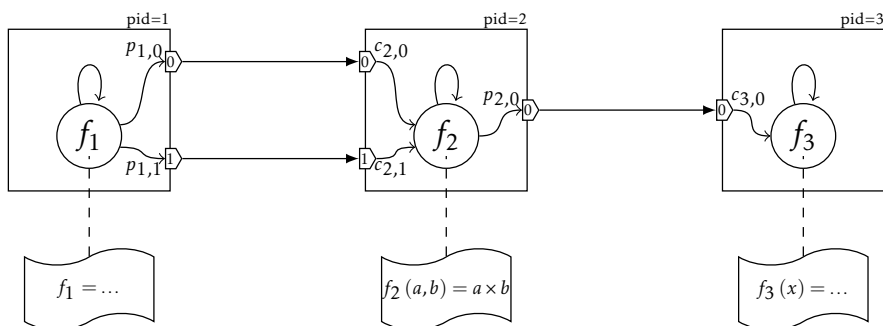 pid=1 pid=2 pid=3
p1,0 c2,0 p2,0 c3,0
0 0 0 0
f1 f2 f3
1 1
p1,1 c2,1
f1 = ... f2 (a,b) = a × b f3 (x) = ...